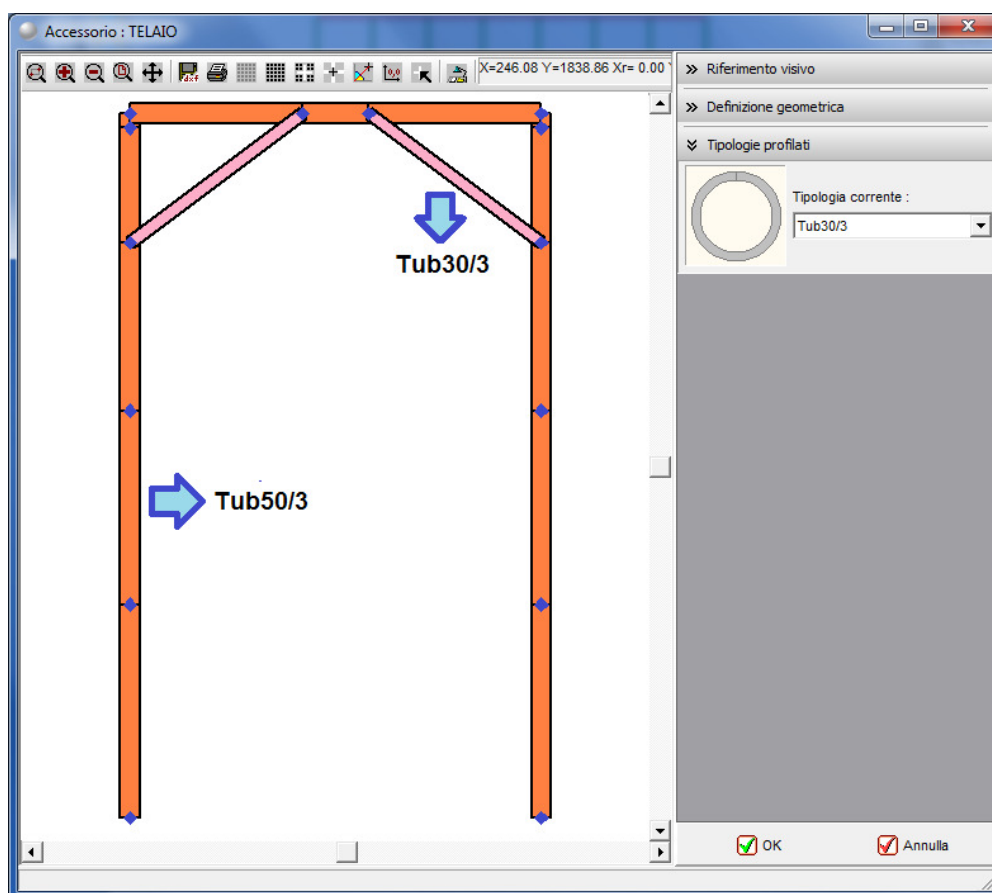 Accessorio : TELAIO
X=246.08 Y=1838.86 Xr= 0.00
Riferimento visivo
Definizione geometrica
Tipologie profilati
Tipologia corrente :
Tub30/3
Tub30/3
Tub50/3
OK
Annulla